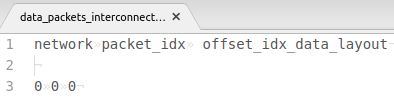 data_packets_interconnect... ×
1 network»packet_idx» offset_idx_data_layout¬
2 ¬
3 0»0»0¬